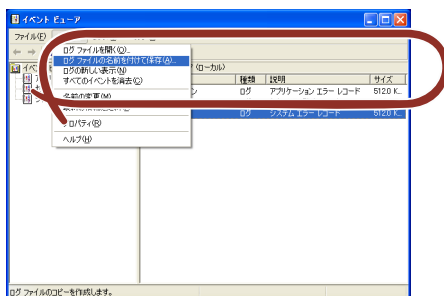 イベント ビューア
ファイル(F)
ログ ファイルを開く(O)...
ログ ファイルの名前を付けて保存(A)...
ログの新しい表示(N)
すべてのイベントを消去(C)
名前の変更(M)
プロパティ(R)
ヘルプ(H)
(ローカル)
種類 説明 サイズ
ログ アプリケーション エラー レコード 512.0 K...
ログ システム エラー レコード 512.0 K...
ログ ファイルのコピーを作成します。